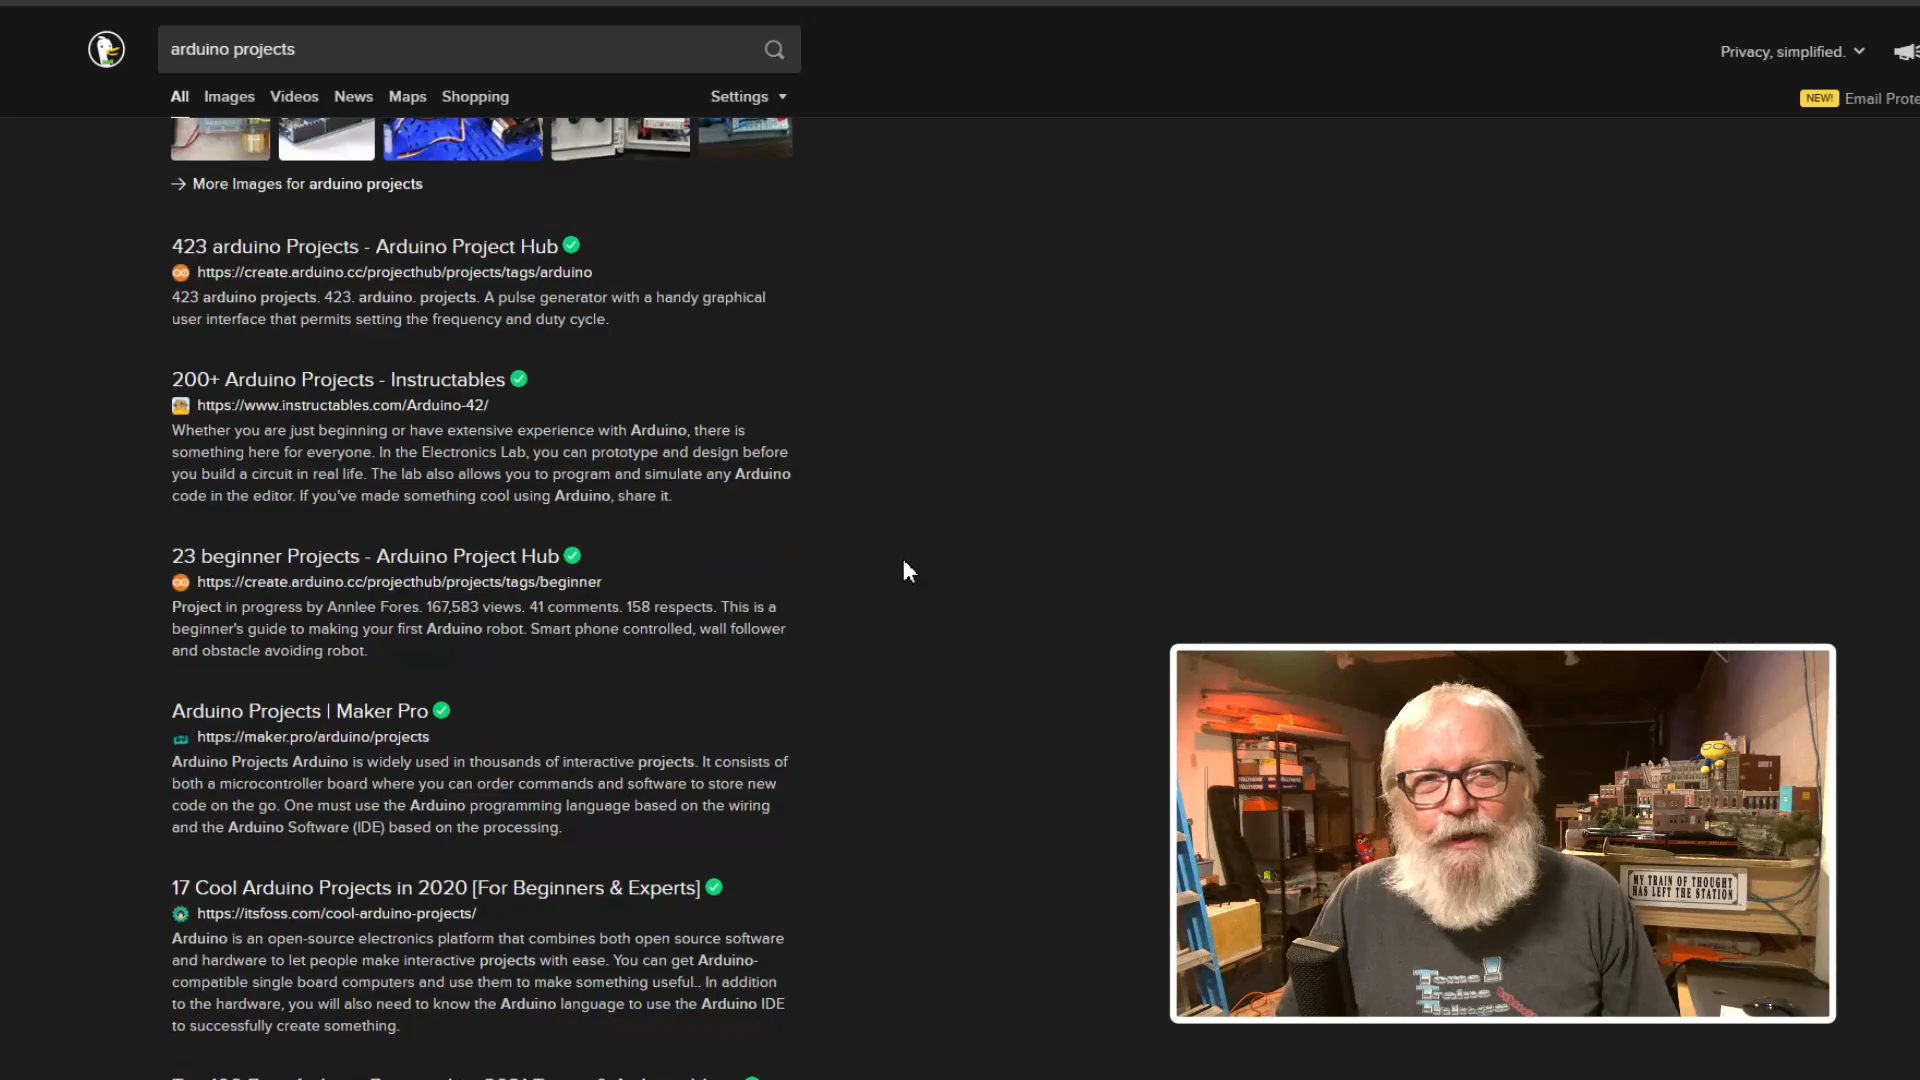 arduino projects
Privacy, simplified.
All Images Videos News Maps Shopping Settings
NEW! Email Prote
More Images for arduino projects
423 arduino Projects - Arduino Project Hub
https://create.arduino.cc/projecthub/projects/tags/arduino
423 arduino projects. 423. arduino. projects. A pulse generator with a handy graphical
user interface that permits setting the frequency and duty cycle.
200+ Arduino Projects - Instructables
https://www.instructables.com/Arduino-42/
Whether you are just beginning or have extensive experience with Arduino, there is
something here for everyone. In the Electronics Lab, you can prototype and design before
you build a circuit in real life. The lab also allows you to program and simulate any Arduino
code in the editor. If you've made something cool using Arduino, share it.
23 beginner Projects - Arduino Project Hub
https://create.arduino.cc/projecthub/projects/tags/beginner
Project in progress by Annlee Fores. 167,583 views. 41 comments. 158 respects. This is a
beginner's guide to making your first Arduino robot. Smart phone controlled, wall follower
and obstacle avoiding robot.
Arduino Projects | Maker Pro
https://maker.pro/arduino/projects
Arduino Projects Arduino is widely used in thousands of interactive projects. It consists of
both a microcontroller board where you can order commands and software to store new
code on the go. One must use the Arduino programming language based on the wiring
and the Arduino Software (IDE) based on the processing.
17 Cool Arduino Projects in 2020 [For Beginners & Experts]
https://itsfoss.com/cool-arduino-projects/
Arduino is an open-source electronics platform that combines both open source software
and hardware to let people make interactive projects with ease. You can get Arduino-
compatible single board computers and use them to make something useful.. In addition
to the hardware, you will also need to know the Arduino language to use the Arduino IDE
to successfully create something.
MY TRAIN OF THOUGHT
HAS LEFT THE STATION
Tom's
Trains